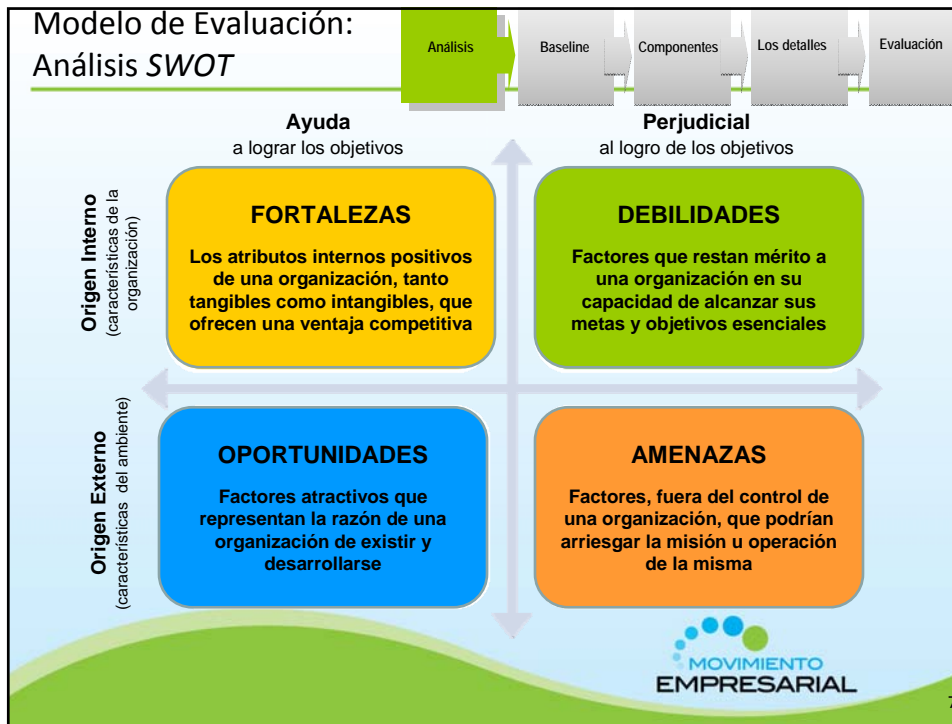 Modelo de Evaluación:
Análisis SWOT
Análisis
Baseline
Componentes
Los detalles
Evaluación
Ayuda
a lograr los objetivos
Perjudicial
al logro de los objetivos
Origen Interno
(características de la
organización)
FORTALEZAS
Los atributos internos positivos
de una organización, tanto
tangibles como intangibles, que
ofrecen una ventaja competitiva
DEBILIDADES
Factores que restan mérito a
una organización en su
capacidad de alcanzar sus
metas y objetivos esenciales
Origen Externo
(características del ambiente)
OPORTUNIDADES
Factores atractivos que
representan la razón de una
organización de existir y
desarrollarse
AMENAZAS
Factores, fuera del control de
una organización, que podrían
arriesgar la misión u operación
de la misma
MOVIMIENTO
EMPRESARIAL
7